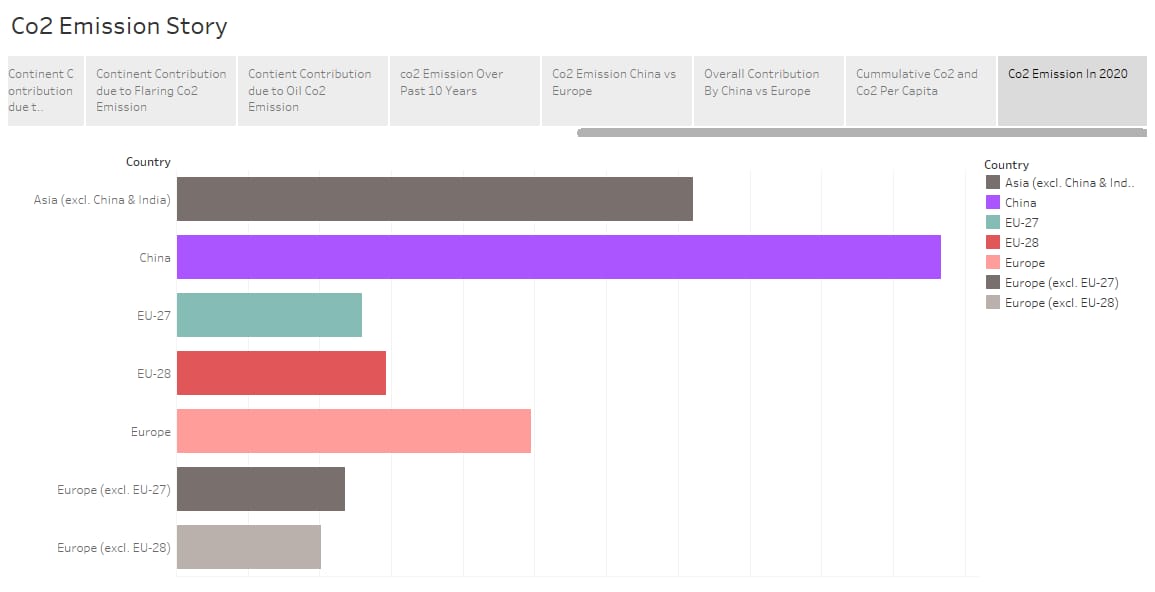 Co2 Emission Story
Continent C
ontribution
due t..
Continent Contribution
due to Flaring Co2
Emission
Contient Contribution
due to Oil Co2
Emission
co2 Emission Over
Past 10 Years
Co2 Emission China vs
Europe
Overall Contribution
By China vs Europe
Cummulative Co2 and
Co2 Per Capita
Co2 Emission In 2020
Country
Asia (excl. China & India)
China
EU-27
EU-28
Europe
Europe (excl. EU-27)
Europe (excl. EU-28)
Country
Asia (excl. China & Ind..
China
EU-27
EU-28
Europe
Europe (excl. EU-27)
Europe (excl. EU-28)